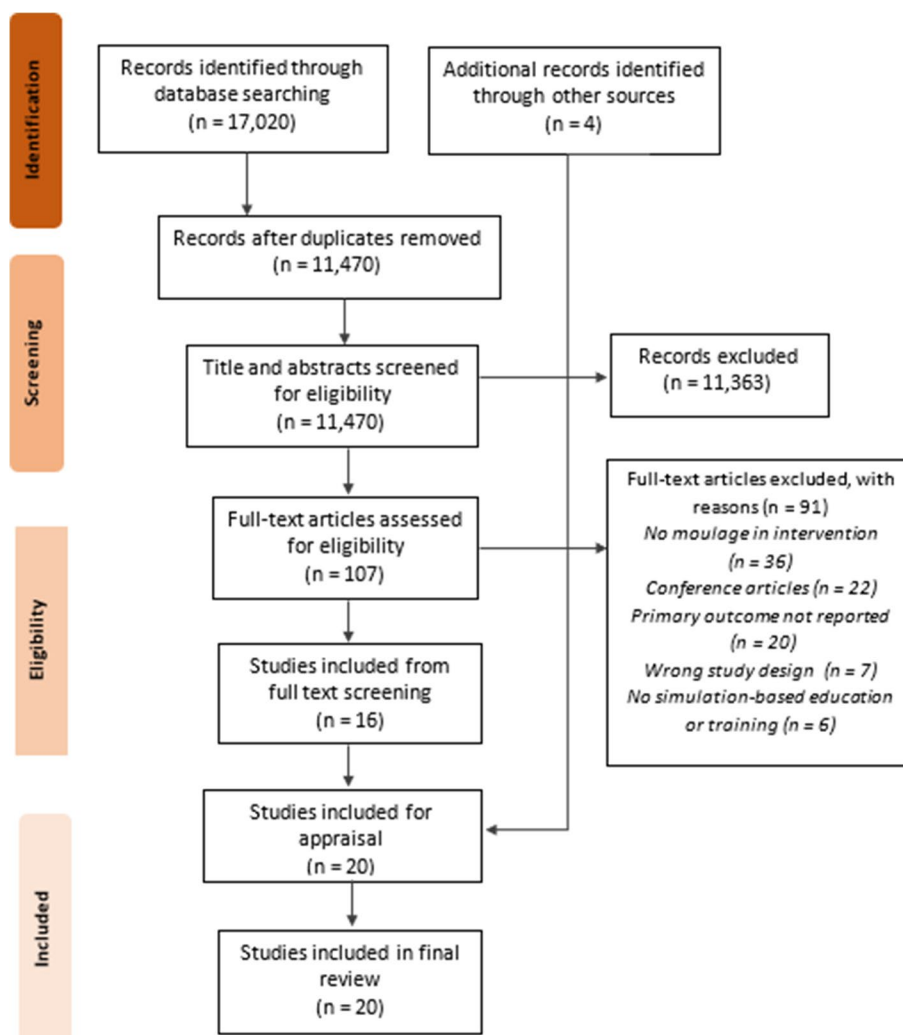 Identification
Records identified through
database searching
(n = 17,020)
Additional records identified
through other sources
(n = 4)
Records after duplicates removed
(n = 11,470)
Screening
Title and abstracts screened
for eligibility
(n = 11,470)
Records excluded
(n = 11,363)
Eligibility
Full-text articles assessed
for eligibility
(n = 107)
Full-text articles excluded, with
reasons (n = 91)
No moulage in intervention
(n = 36)
Conference articles (n = 22)
Primary outcome not reported
(n = 20)
Wrong study design (n = 7)
No simulation-based education
or training (n = 6)
Studies included from
full text screening
(n = 16)
Included
Studies included for
appraisal
(n = 20)
Studies included in final
review
(n = 20)